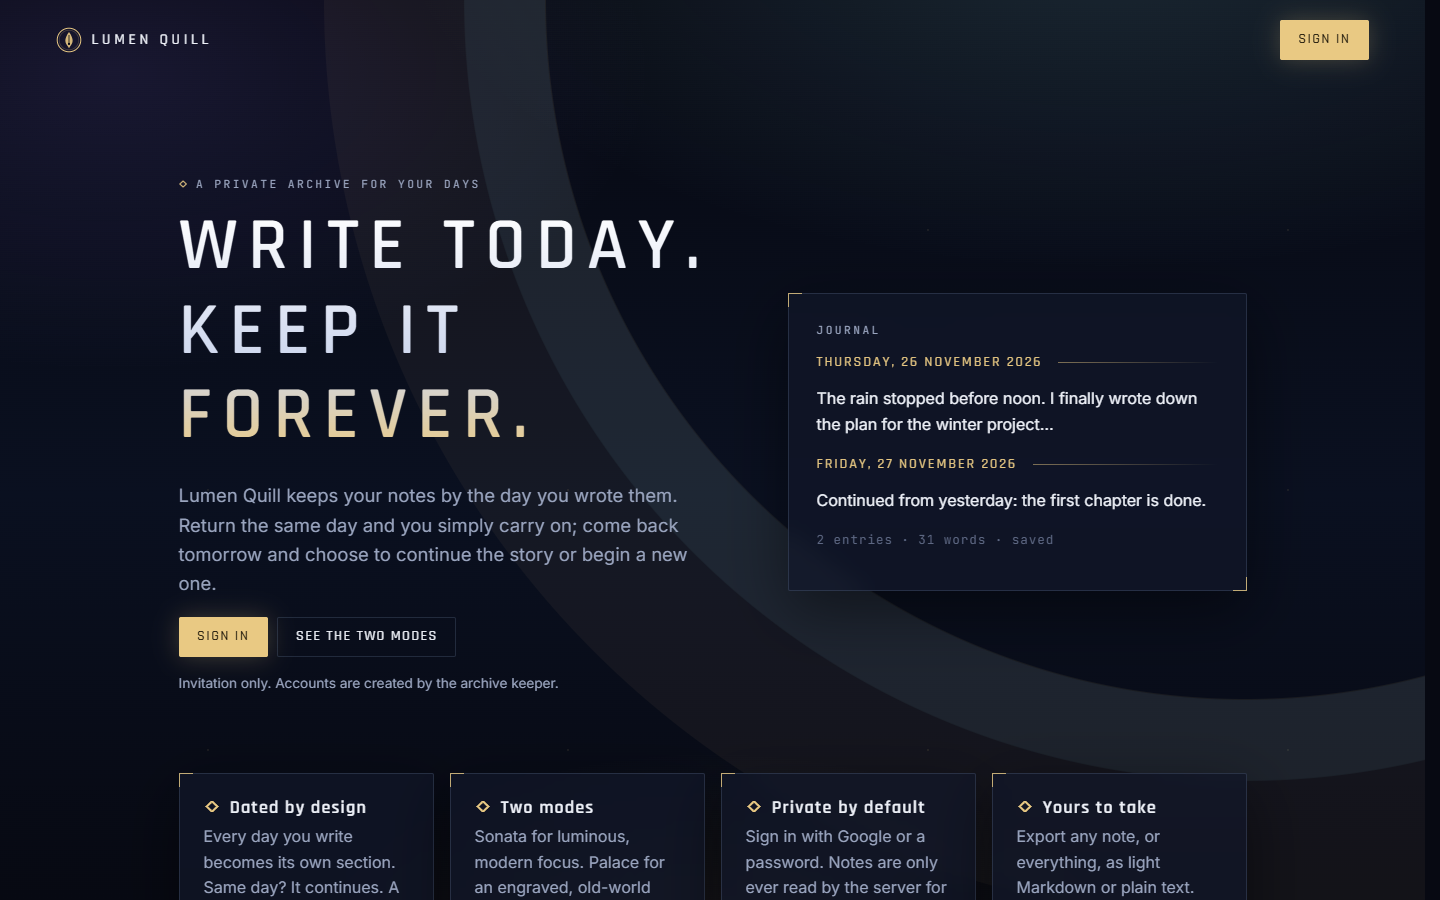 LUMEN QUILL
SIGN IN
A PRIVATE ARCHIVE FOR YOUR DAYS
WRITE TODAY.
KEEP IT
FOREVER.
Lumen Quill keeps your notes by the day you wrote them.
Return the same day and you simply carry on; come back
tomorrow and choose to continue the story or begin a new
one.
SIGN IN
SEE THE TWO MODES
Invitation only. Accounts are created by the archive keeper.
JOURNAL
THURSDAY, 26 NOVEMBER 2026
The rain stopped before noon. I finally wrote down
the plan for the winter project...
FRIDAY, 27 NOVEMBER 2026
Continued from yesterday: the first chapter is done.
2 entries · 31 words · saved
Dated by design
Every day you write
becomes its own section.
Same day? It continues. A
Two modes
Sonata for luminous,
modern focus. Palace for
an engraved, old-world
Private by default
Sign in with Google or a
password. Notes are only
ever read by the server for
Yours to take
Export any note, or
everything, as light
Markdown or plain text.